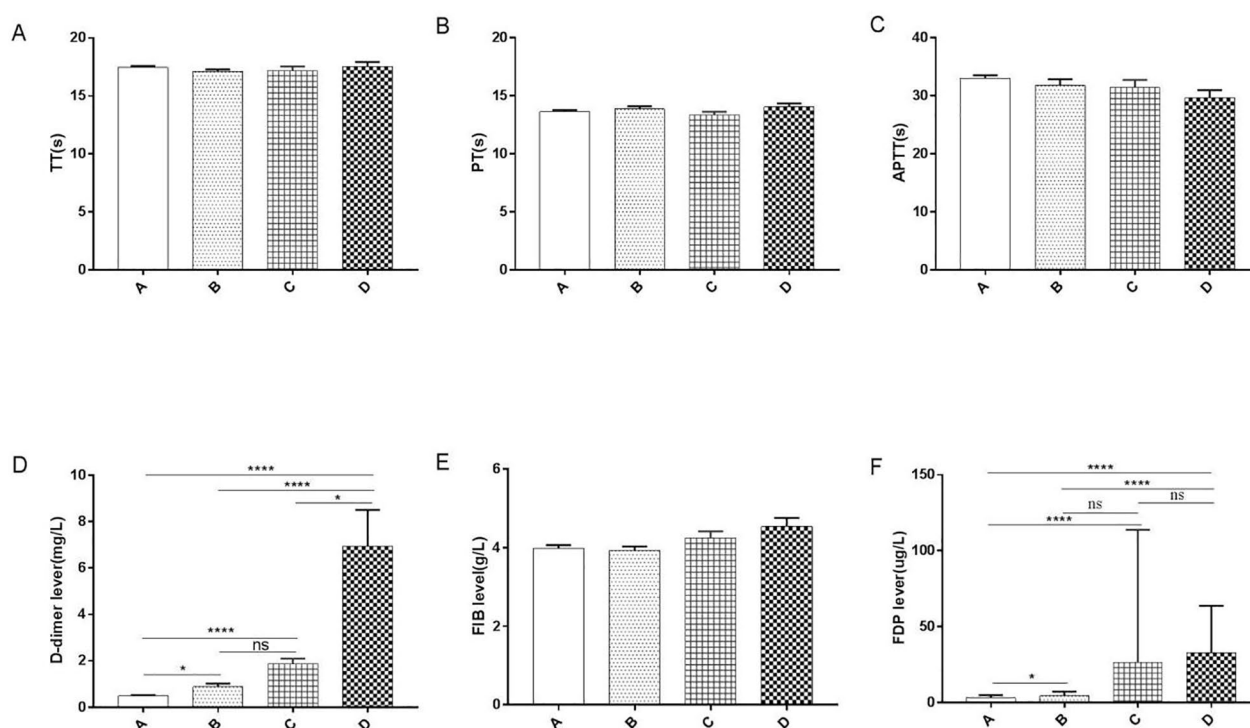 A
TT(s)
20
15
10
5
0
A B C D
B
PT(s)
20
15
10
5
0
A B C D
C
APTT(s)
40
30
20
10
0
A B C D
D
D-dimer lever(mg/L)
10
8
6
4
2
0
****
****
*
****
ns
*
A B C D
E
FIB level(g/L)
6
4
2
0
A B C D
F
FDP lever(ug/L)
150
100
50
0
****
****
ns
ns
****
*
A B C D